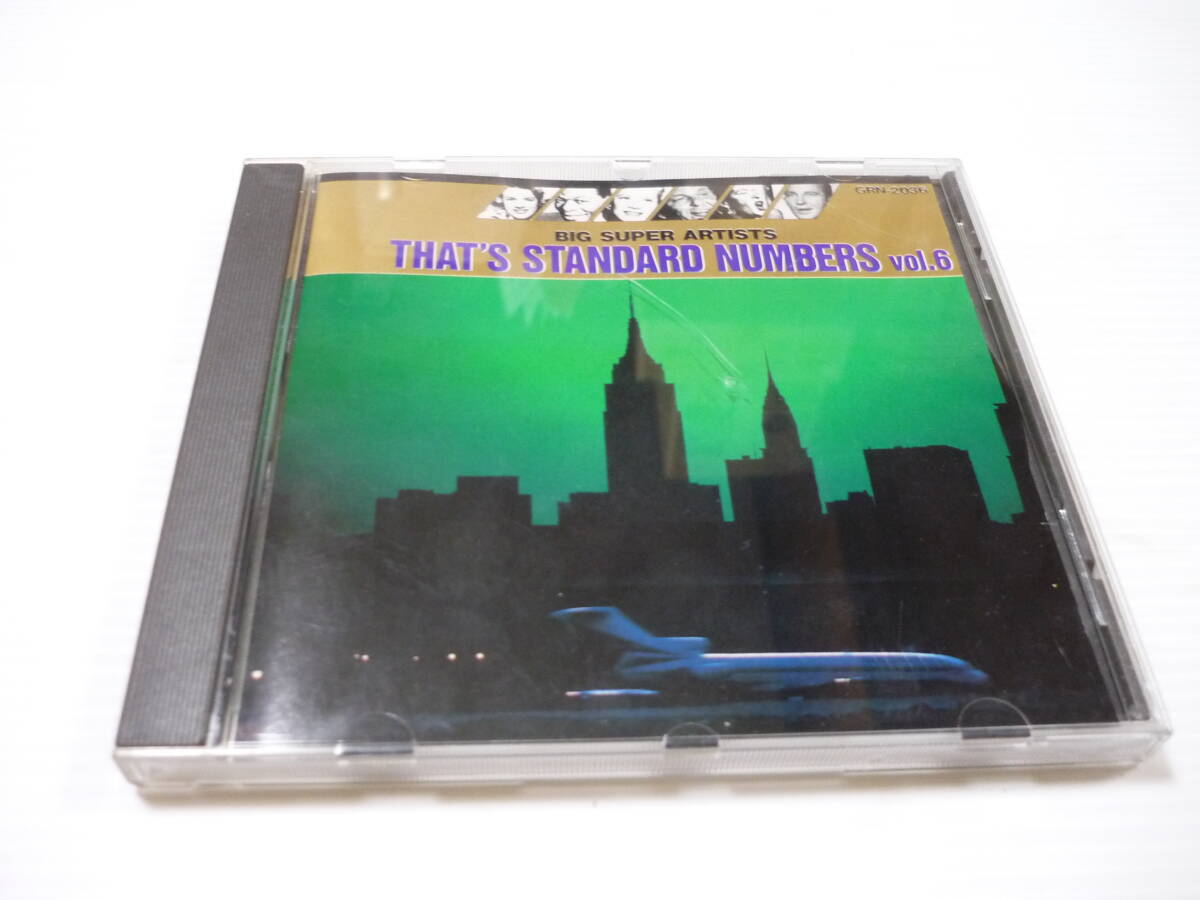 GRN-2036
BIG SUPER ARTISTS
THAT'S STANDARD NUMBERS vol.6